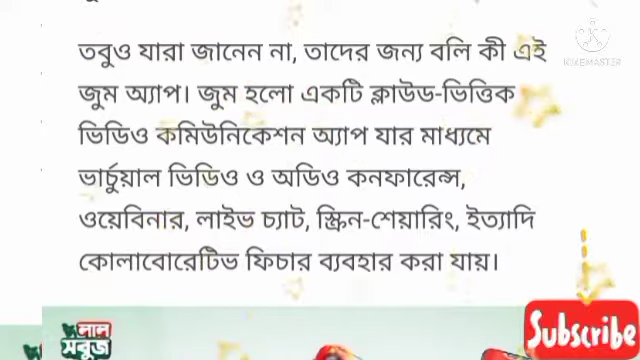 তবুও যারা জানেন না, তাদের জন্য বলি কী এই
জুম অ্যাপ। জুম হলো একটি ক্লাউড-ভিত্তিক
ভিডিও কমিউনিকেশন অ্যাপ যার মাধ্যমে
ভার্চুয়াল ভিডিও ও অডিও কনফারেন্স,
ওয়েবিনার, লাইভ চ্যাট, স্ক্রিন-শেয়ারিং, ইত্যাদি
কোলাবোরেটিভ ফিচার ব্যবহার করা যায়।
KINEMASTER
Subscribe
লাল
সবুজ